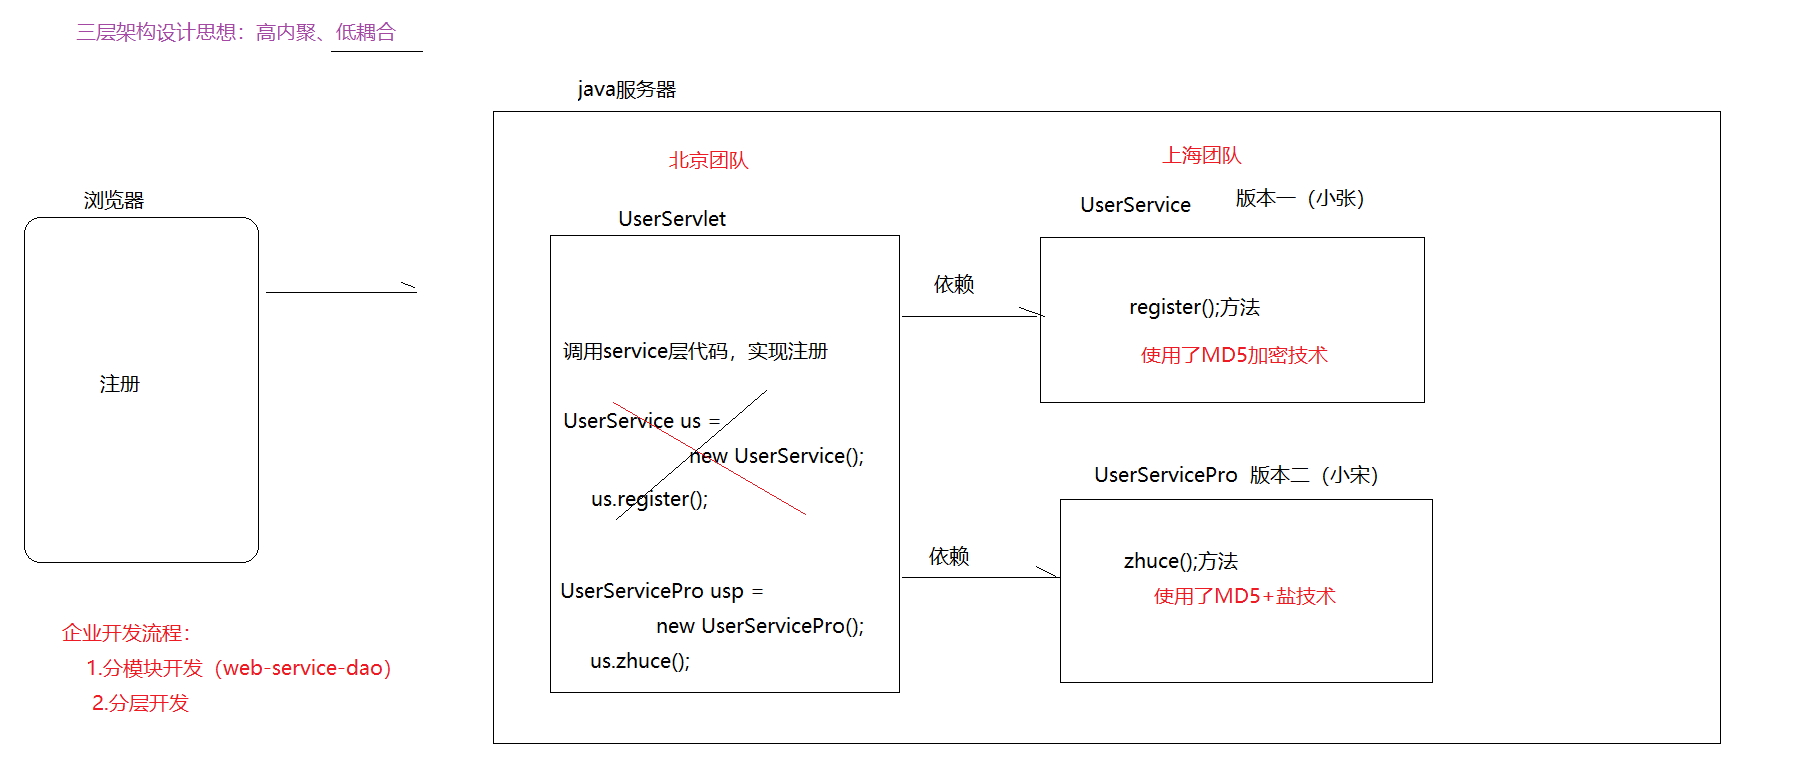 三层架构设计思想：高内聚、低耦合
java服务器
北京团队
上海团队
浏览器
UserServlet
UserService
版本一（小张）
依赖
register();方法
调用service层代码，实现注册
使用了MD5加密技术
注册
UserService us =
new UserService();
us.register();
UserServicePro 版本二（小宋）
依赖
zhuce();方法
使用了MD5+盐技术
UserServicePro usp =
new UserServicePro();
us.zhuce();
企业开发流程：
1.分模块开发（web-service-dao）
2.分层开发